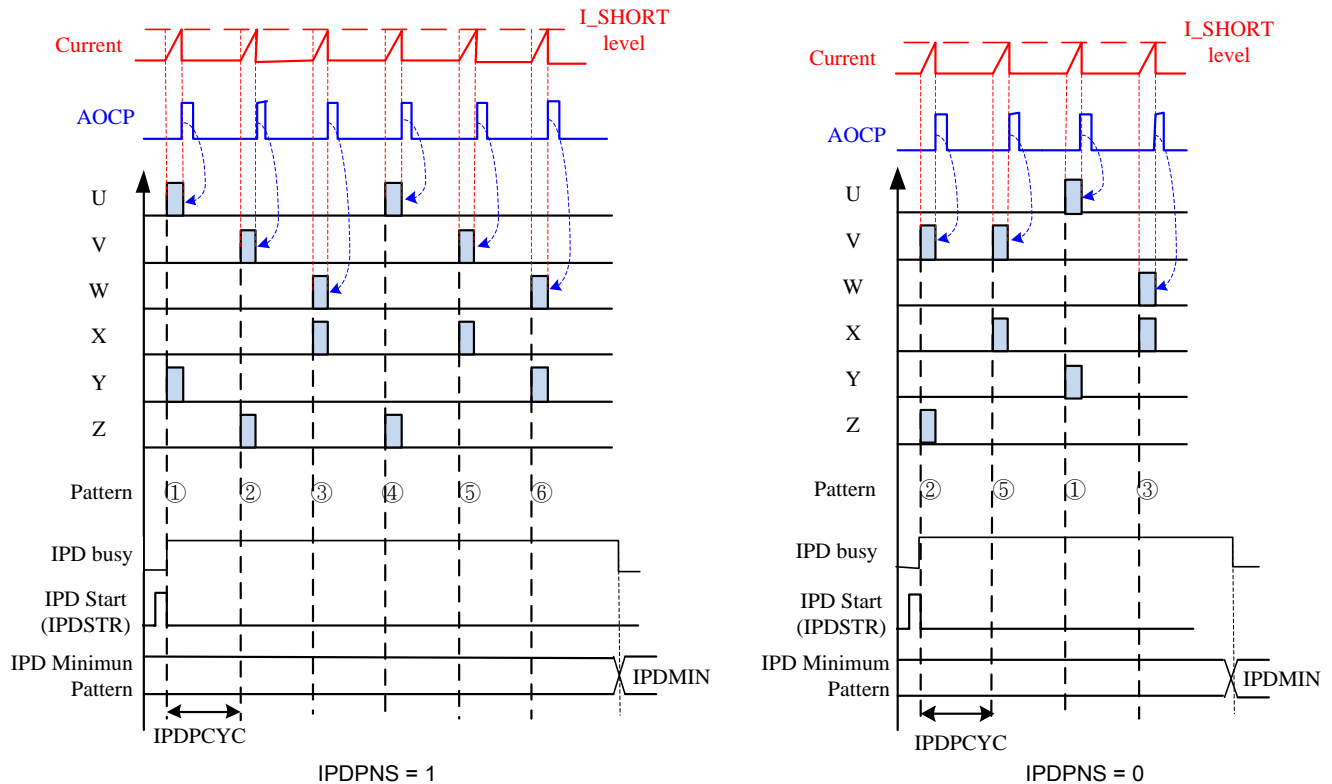 I_SHORT
level
Current
AOCP
U
V
W
X
Y
Z
Pattern ① ② ③ ④ ⑤ ⑥
IPD busy
IPD Start
(IPDSTR)
IPD Minimun
Pattern
IPDMIN
IPDPCYC
IPDPNS = 1
I_SHORT
level
Current
AOCP
U
V
W
X
Y
Z
Pattern ② ⑤ ① ③
IPD busy
IPD Start
(IPDSTR)
IPD Minimum
Pattern
IPDMIN
IPDPCYC
IPDPNS = 0